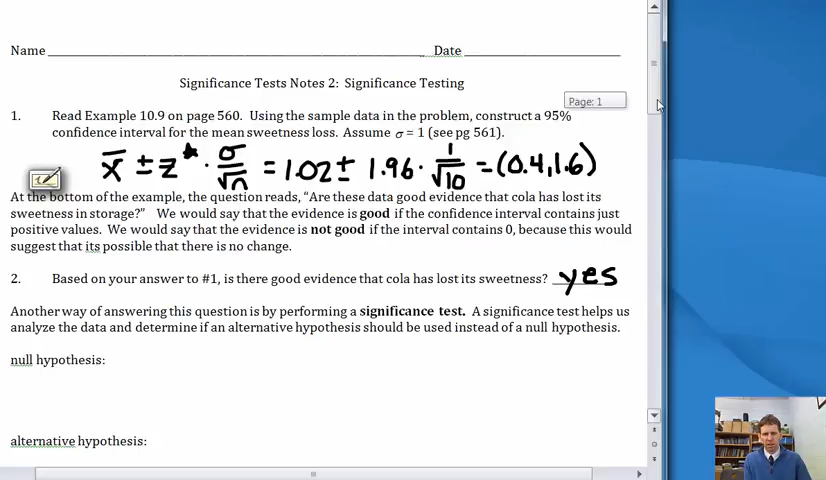 Name ______ Date ______
Significance Tests Notes 2: Significance Testing
Page: 1
1. Read Example 10.9 on page 560. Using the sample data in the problem, construct a 95%
confidence interval for the mean sweetness loss. Assume σ = 1 (see pg 561).
x̄ ± z* · σ/√n = 1.02 ± 1.96 · 1/√10 = (0.4, 1.6)
At the bottom of the example, the question reads, “Are these data good evidence that cola has lost its
sweetness in storage?” We would say that the evidence is good if the confidence interval contains just
positive values. We would say that the evidence is not good if the interval contains 0, because this would
suggest that its possible that there is no change.
2. Based on your answer to #1, is there good evidence that cola has lost its sweetness? yes
Another way of answering this question is by performing a significance test. A significance test helps us
analyze the data and determine if an alternative hypothesis should be used instead of a null hypothesis.
null hypothesis:
alternative hypothesis: